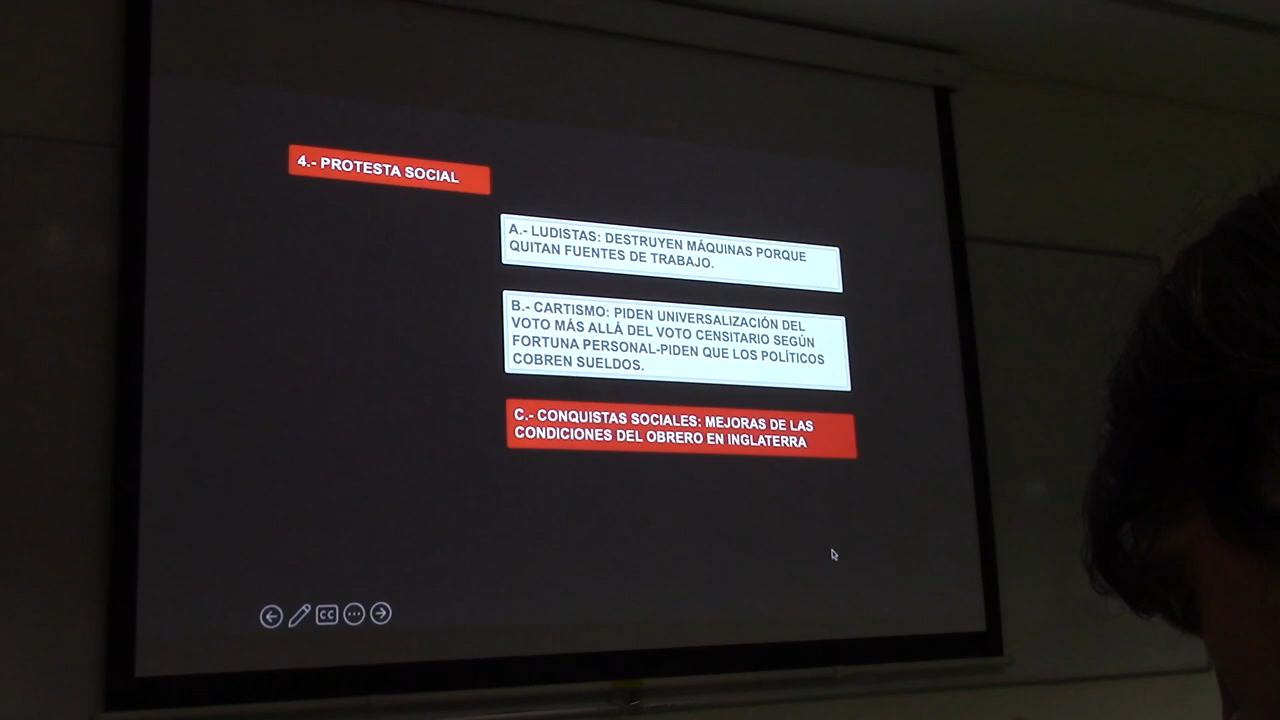 4.- PROTESTA SOCIAL
A.- LUDISTAS: DESTRUYEN MÁQUINAS PORQUE
QUITAN FUENTES DE TRABAJO.
B.- CARTISMO: PIDEN UNIVERSALIZACIÓN DEL
VOTO MÁS ALLÁ DEL VOTO CENSITARIO SEGÚN
FORTUNA PERSONAL-PIDEN QUE LOS POLÍTICOS
COBREN SUELDOS.
C.- CONQUISTAS SOCIALES: MEJORAS DE LAS
CONDICIONES DEL OBRERO EN INGLATERRA
CC